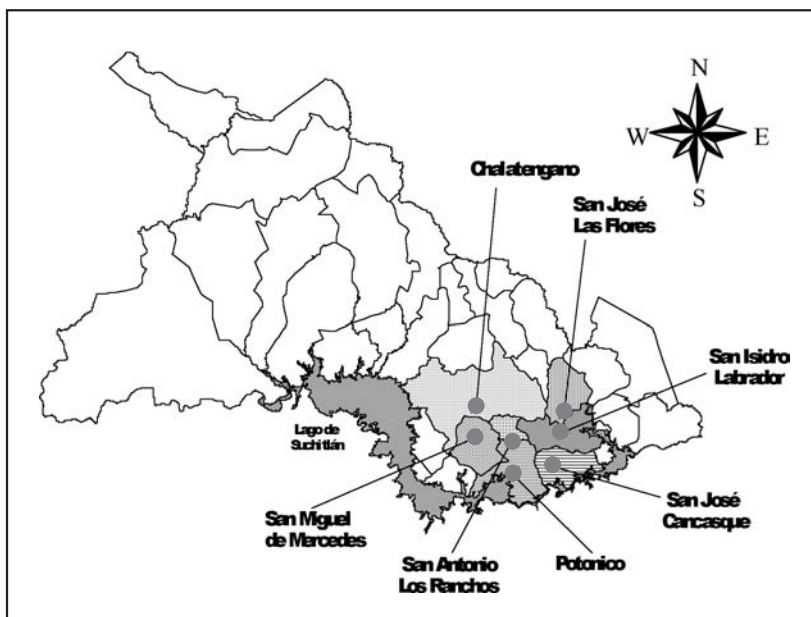 N
W
E
S
Chalatengano
San José
Las Flores
San Isidro
Labrador
Lago de
Suchitlán
San Miguel
de Mercedes
San Antonio
Los Ranchos
Potonico
San José
Cancasque